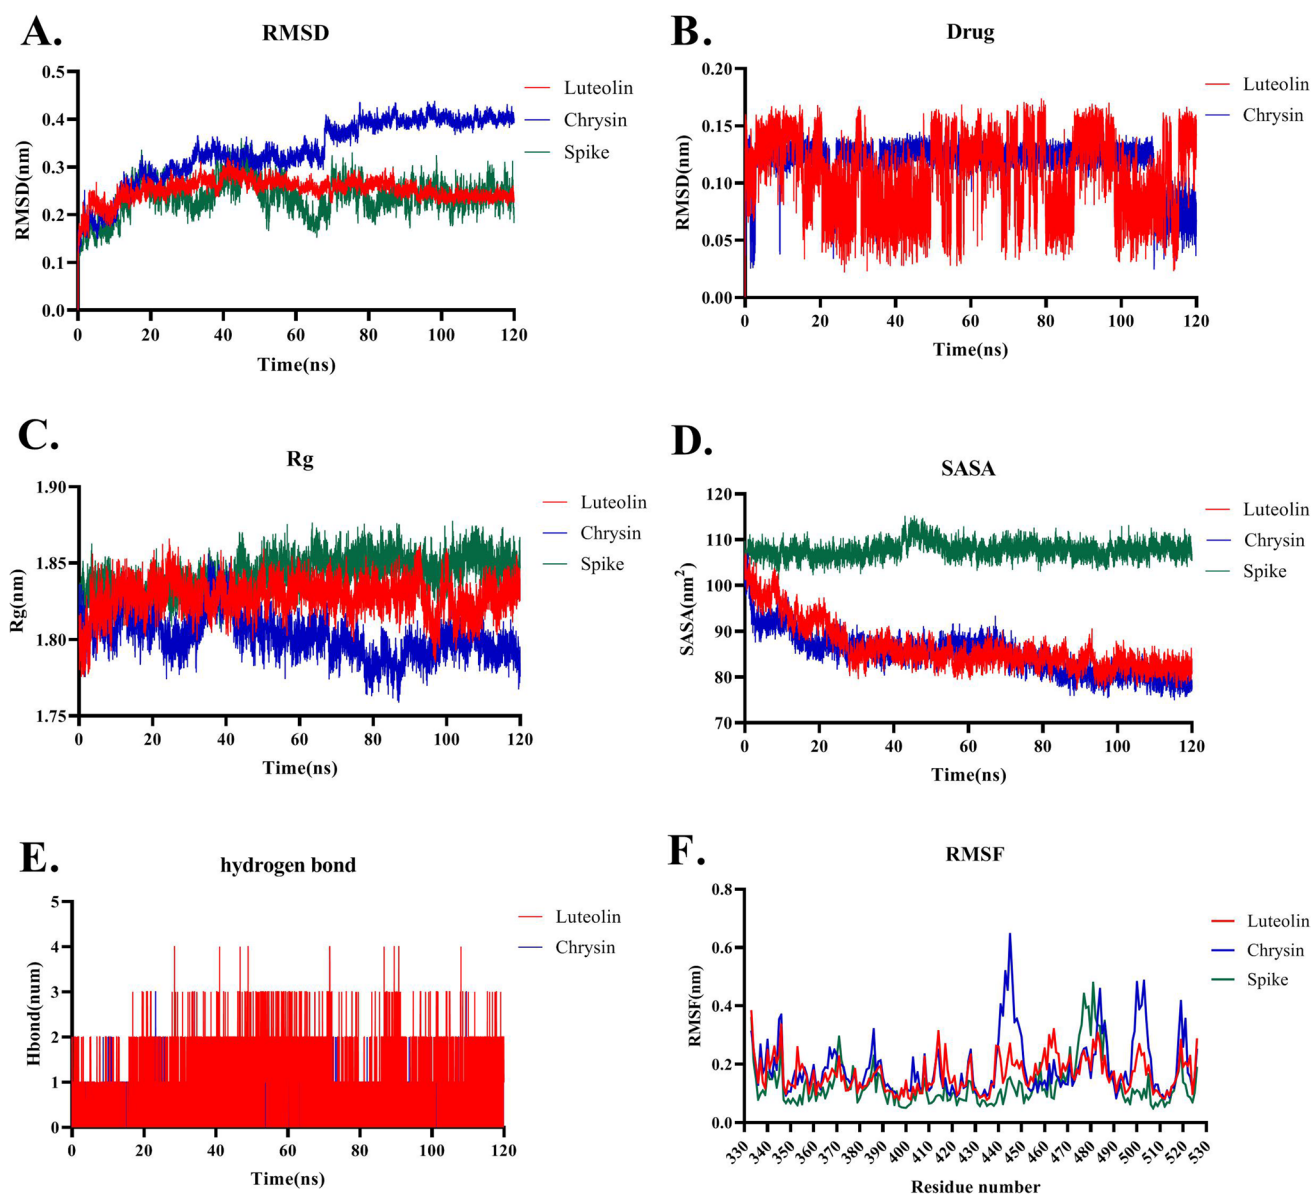 A.
RMSD
RMSD(nm)
0.5
0.4
0.3
0.2
0.1
0.0
0 20 40 60 80 100 120
Time(ns)
Luteolin
Chrysin
Spike
B.
Drug
RMSD(nm)
0.20
0.15
0.10
0.05
0.00
0 20 40 60 80 100 120
Time(ns)
Luteolin
Chrysin
C.
Rg
Rg(nm)
1.90
1.85
1.80
1.75
0 20 40 60 80 100 120
Time(ns)
Luteolin
Chrysin
Spike
D.
SASA
SASA(nm²)
120
110
100
90
80
70
0 20 40 60 80 100 120
Time(ns)
Luteolin
Chrysin
Spike
E.
hydrogen bond
Hbond(num)
5
4
3
2
1
0
0 20 40 60 80 100 120
Time(ns)
Luteolin
Chrysin
F.
RMSF
RMSF(nm)
0.8
0.6
0.4
0.2
0.0
330 340 350 360 370 380 390 400 410 420 430 440 450 460 470 480 490 500 510 520 530
Residue number
Luteolin
Chrysin
Spike